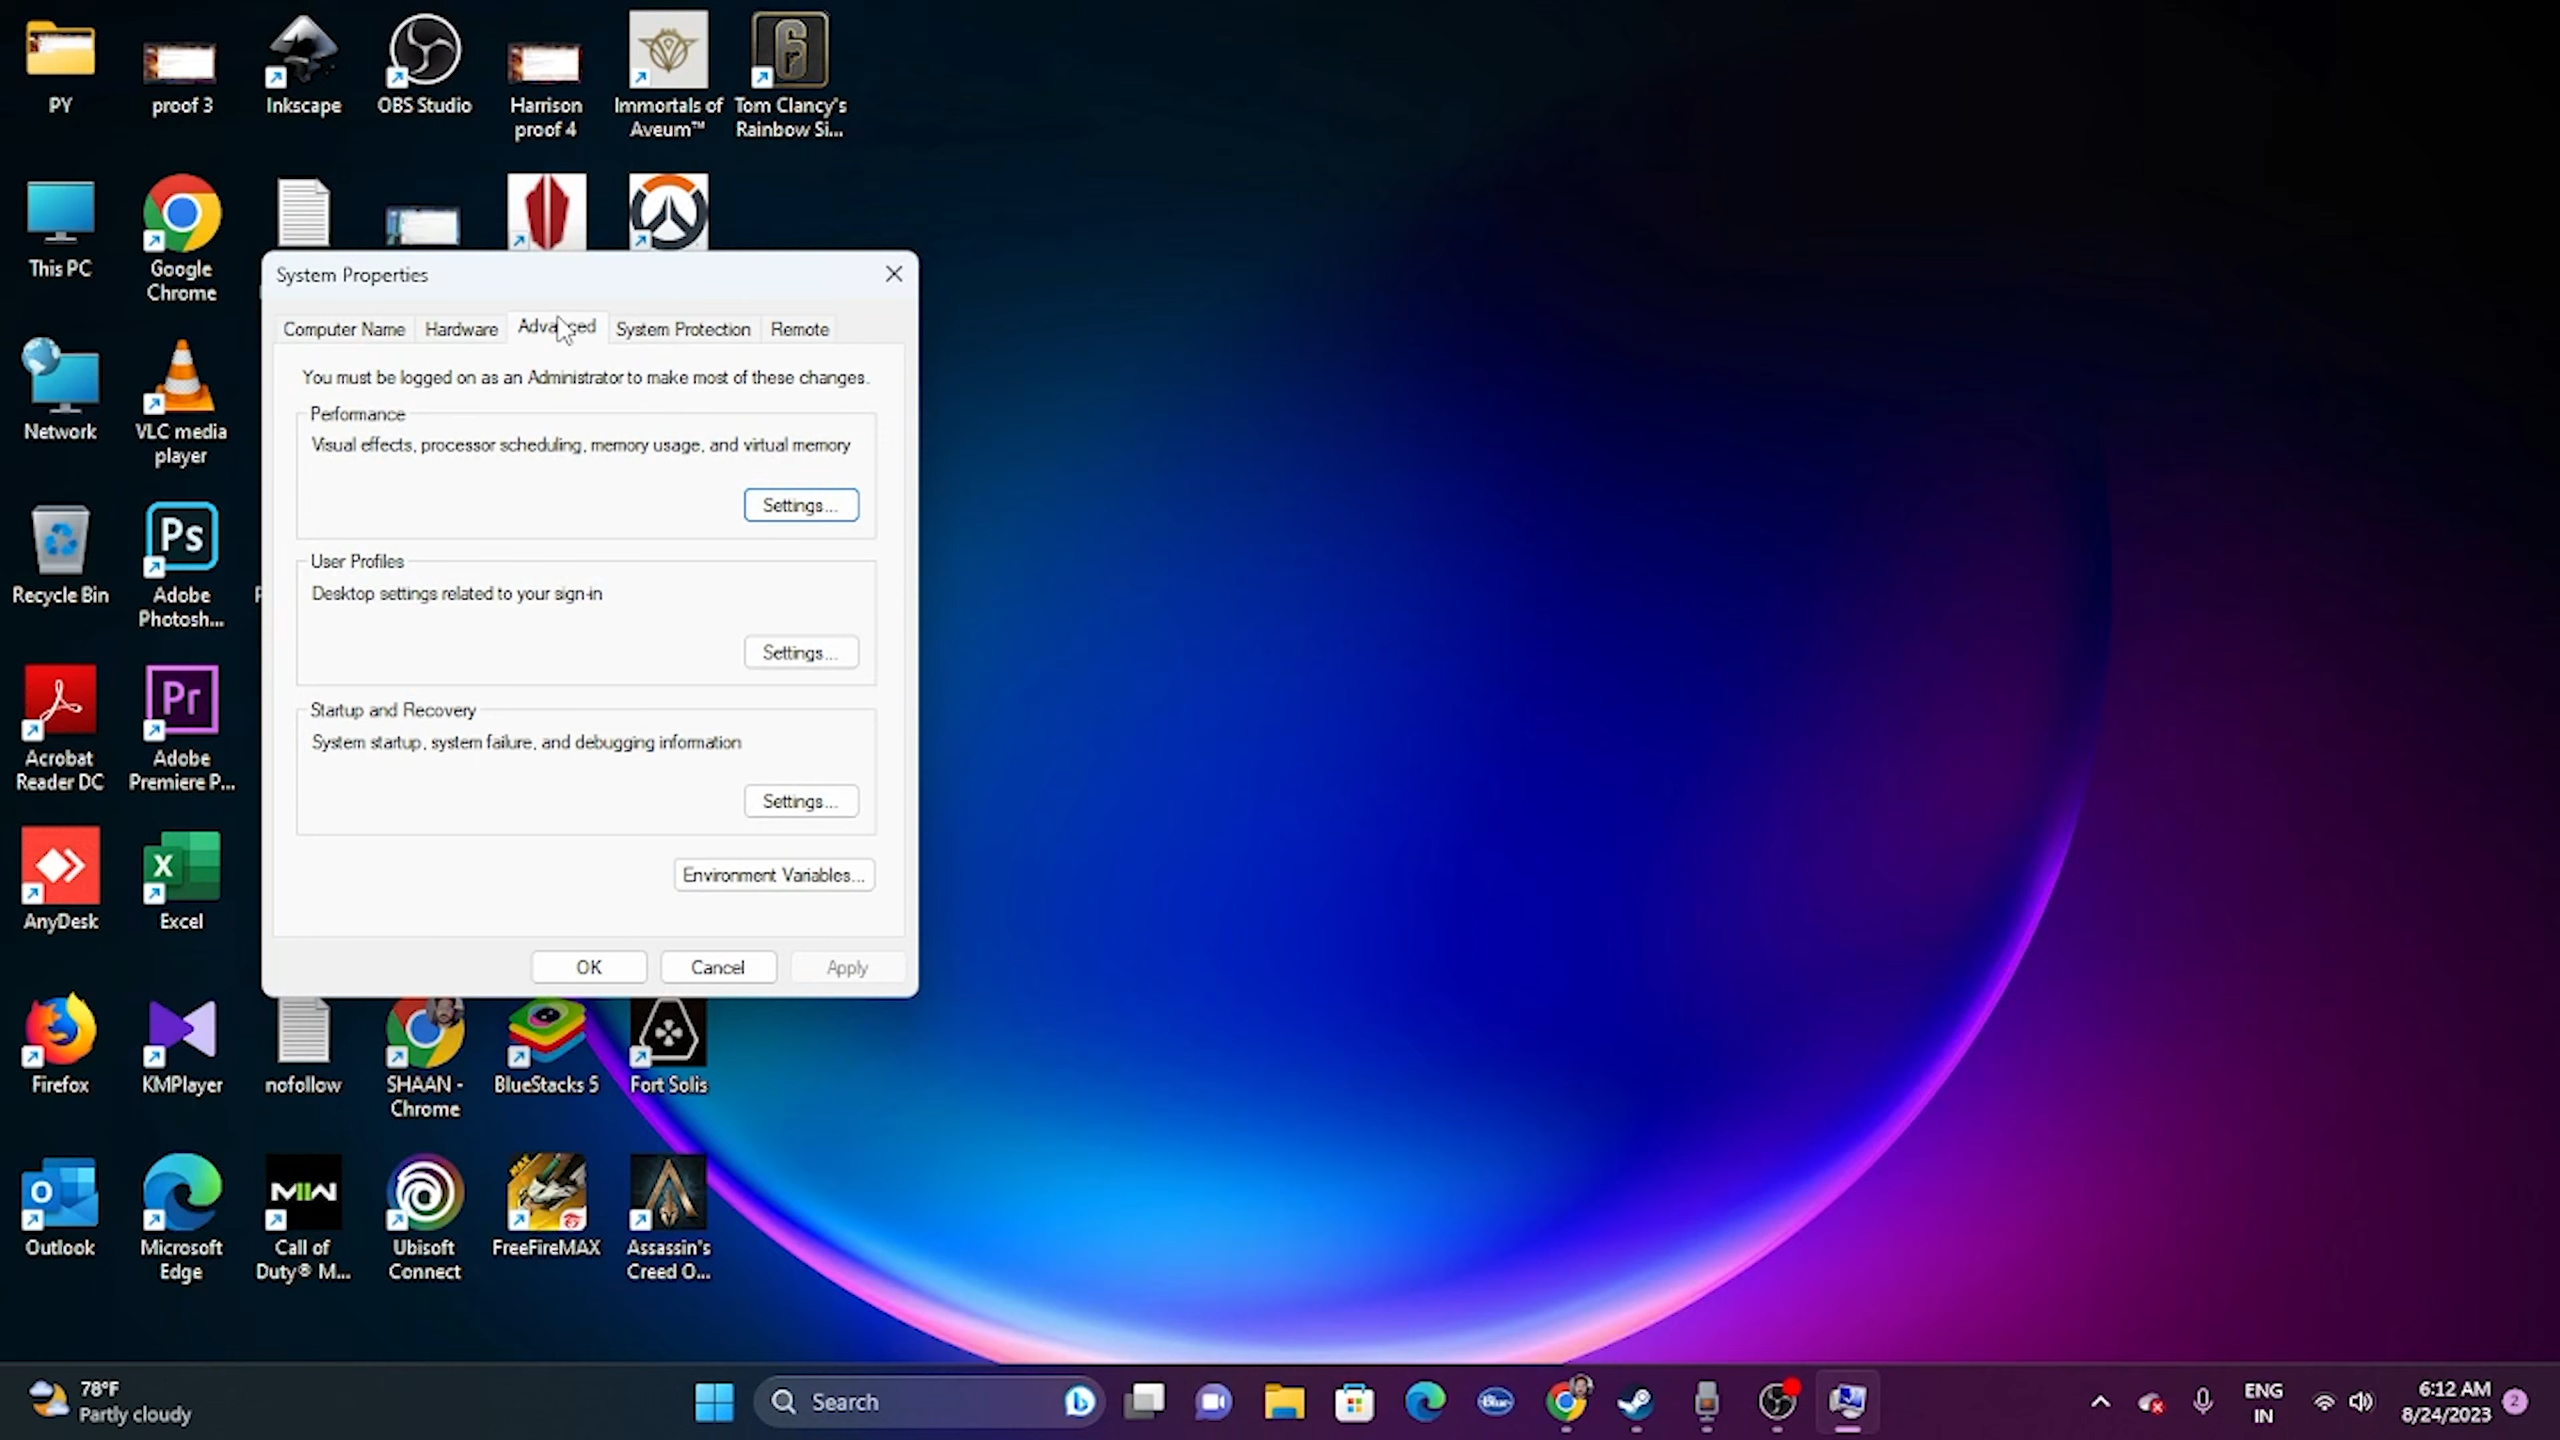 PY
proof 3
Inkscape
OBS Studio
Harrison
proof 4
Immortals of
Aveum™
Tom Clancy's
Rainbow Si...
This PC
Google
Chrome
Network
VLC media
player
Recycle Bin
Ps
Adobe
Photosh...
Acrobat
Reader DC
Pr
Adobe
Premiere P...
AnyDesk
X
Excel
System Properties
Computer Name
Hardware
Advanced
System Protection
Remote
You must be logged on as an Administrator to make most of these changes.
Performance
Visual effects, processor scheduling, memory usage, and virtual memory
Settings...
User Profiles
Desktop settings related to your sign-in
Settings...
Startup and Recovery
System startup, system failure, and debugging information
Settings...
Environment Variables...
OK
Cancel
Apply
Firefox
KMPlayer
nofollow
SHAAN -
Chrome
BlueStacks 5
Fort Solis
Outlook
Microsoft
Edge
MW
Call of
Duty® M...
Ubisoft
Connect
MAX
FreeFireMAX
Assassin's
Creed O...
78°F
Partly cloudy
Search
Blue
ENG
IN
6:12 AM
8/24/2023
2